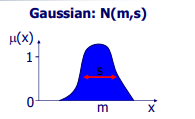 Gaussian: N(m,s)
μ(x)
1
s
0
m x